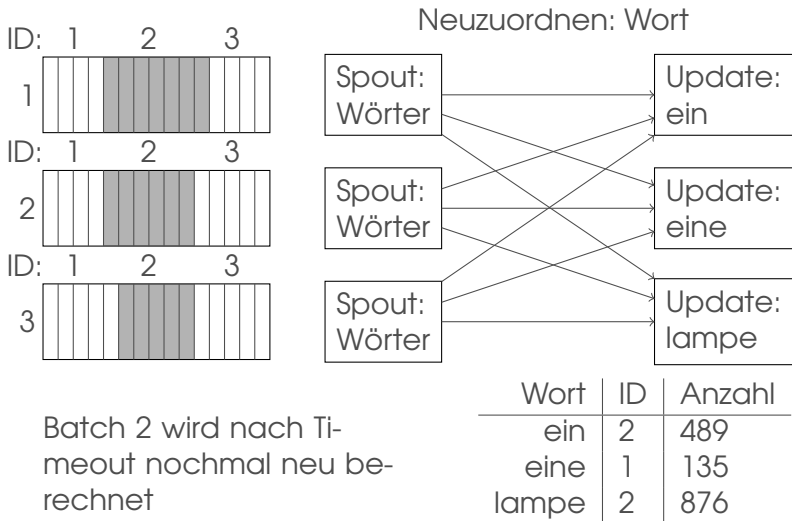 Neuzuordnen: Wort
ID: 1 2 3
1
ID: 1 2 3
2
ID: 1 2 3
3
Spout:
Wörter
Spout:
Wörter
Spout:
Wörter
Update:
ein
Update:
eine
Update:
lampe
Batch 2 wird nach Ti-
meout nochmal neu be-
rechnet
Wort ID Anzahl
ein 2 489
eine 1 135
lampe 2 876